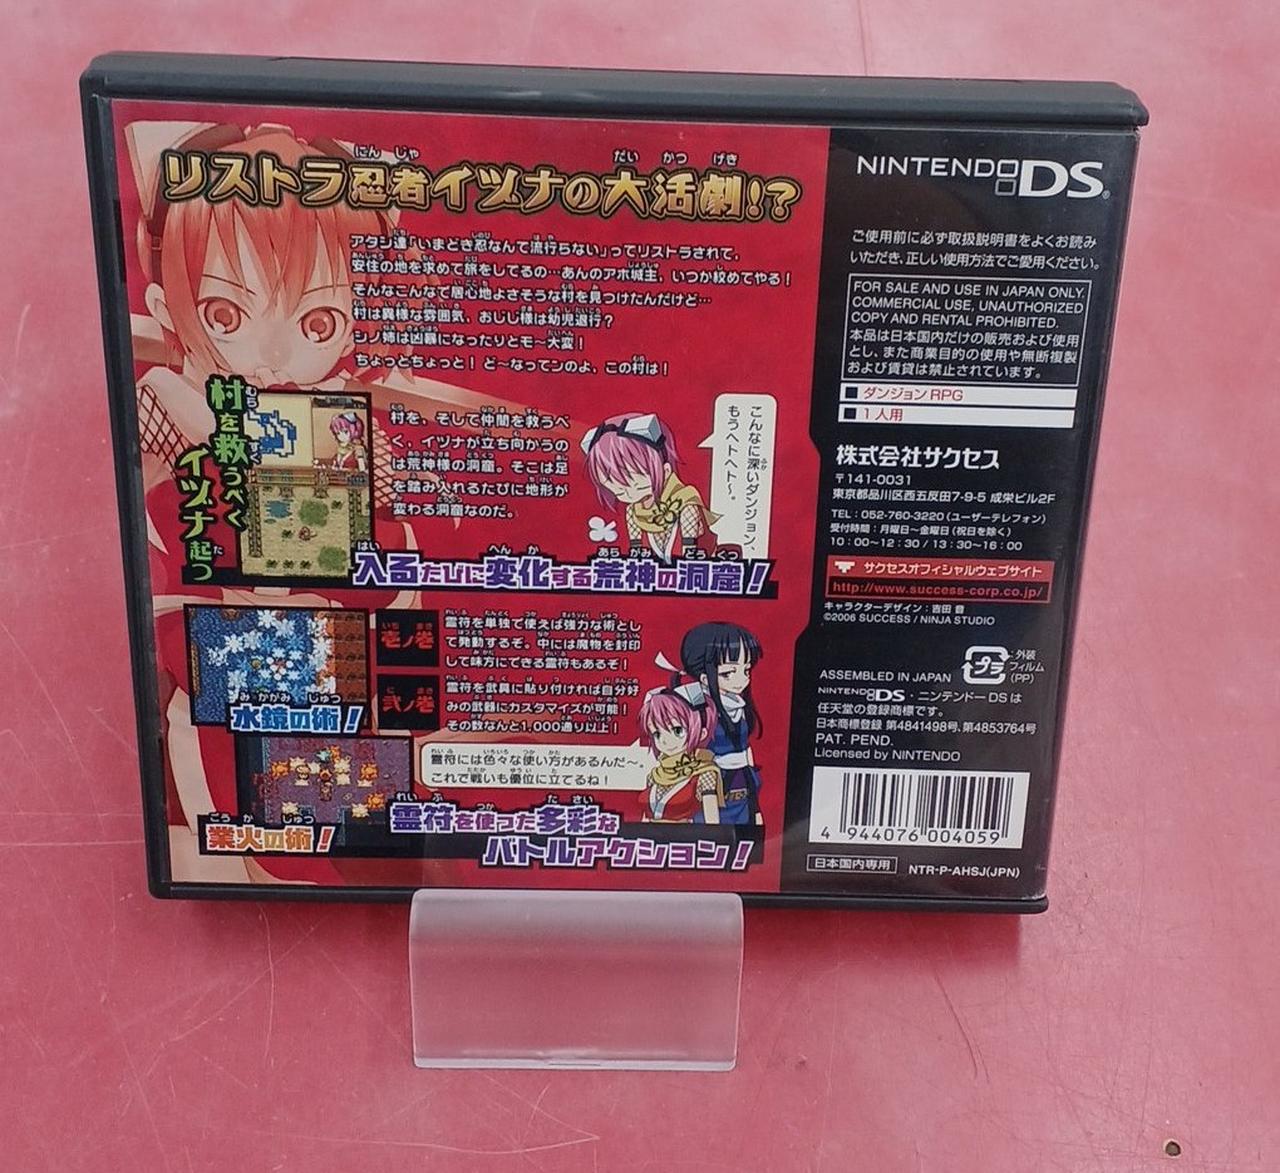 リストラ忍者イヅナの大活劇!?
アタシ達「いまどき忍なんて流行らない」ってリストラされて、
安住の地を求めて旅をしてるの…あんのアホ城主、いつか絞めてやる!
そんなこんなで居心地よさそうな村を見つけたんだけど…
村は異様な雰囲気、おじじ様は幼児退行?
シノ姉は凶暴になったりとモ〜大変!
ちょっとちょっと! ど〜なってンのよ、この村は!
村を救うべく
イヅナ起つ
村を、そして仲間を救うべ
く、イヅナが立ち向かうの
は荒神様の洞窟。そこは足
を踏み入れるたびに地形が
変わる洞窟なのだ。
こんなに深いダンジョン、
もうヘトヘト〜。
入るたびに変化する荒神の洞窟!
水鏡の術!
壱ノ巻
霊符を単独で使えば強力な術とし
て発動するぞ。中には魔物を封印
して味方にできる霊符もあるぞ!
弐ノ巻
霊符を武具に貼り付ければ自分好
みの武器にカスタマイズが可能!
その数なんと1,000通り以上!
霊符には色々な使い方があるんだ〜。
これで戦いも優位に立てるね!
業火の術!
霊符を使った多彩な
バトルアクション!
NINTENDO DS®
ご使用前に必ず取扱説明書をよくお読み
いただき、正しい使用方法でご愛用ください。
FOR SALE AND USE IN JAPAN ONLY.
COMMERCIAL USE, UNAUTHORIZED
COPY AND RENTAL PROHIBITED.
本品は日本国内だけの販売および使用
とし、また商業目的の使用や無断複製
および賃貸は禁止されています。
ダンジョンRPG
1人用
株式会社サクセス
〒141-0031
東京都品川区西五反田7-9-5 成栄ビル2F
TEL:052-760-3220(ユーザーテレフォン)
受付時間:月曜日〜金曜日(祝日を除く)
10:00〜12:30 / 13:30〜16:00
サクセスオフィシャルウェブサイト
http://www.success-corp.co.jp/
キャラクターデザイン:吉田 音
©2006 SUCCESS / NINJA STUDIO
プラ :外装
フィルム
(PP)
ASSEMBLED IN JAPAN
NINTENDO DS・ニンテンドーDSは
任天堂の登録商標です。
日本商標登録 第4841498号、第4853764号
PAT. PEND.
Licensed by NINTENDO
4 944076 004059
日本国内専用
NTR-P-AHSJ(JPN)